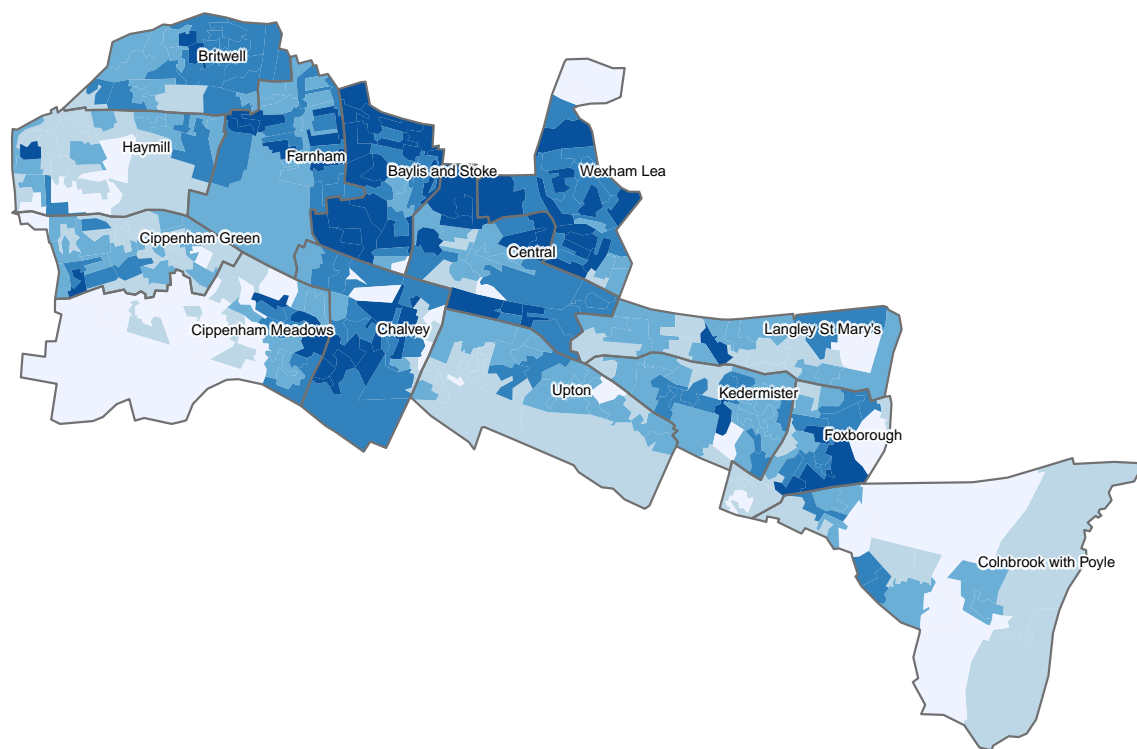 Britwell
Haymill
Farnham
Baylis and Stoke
Wexham Lea
Cippenham Green
Central
Cippenham Meadows
Chalvey
Langley St Mary's
Upton
Kedermister
Foxborough
Colnbrook with Poyle